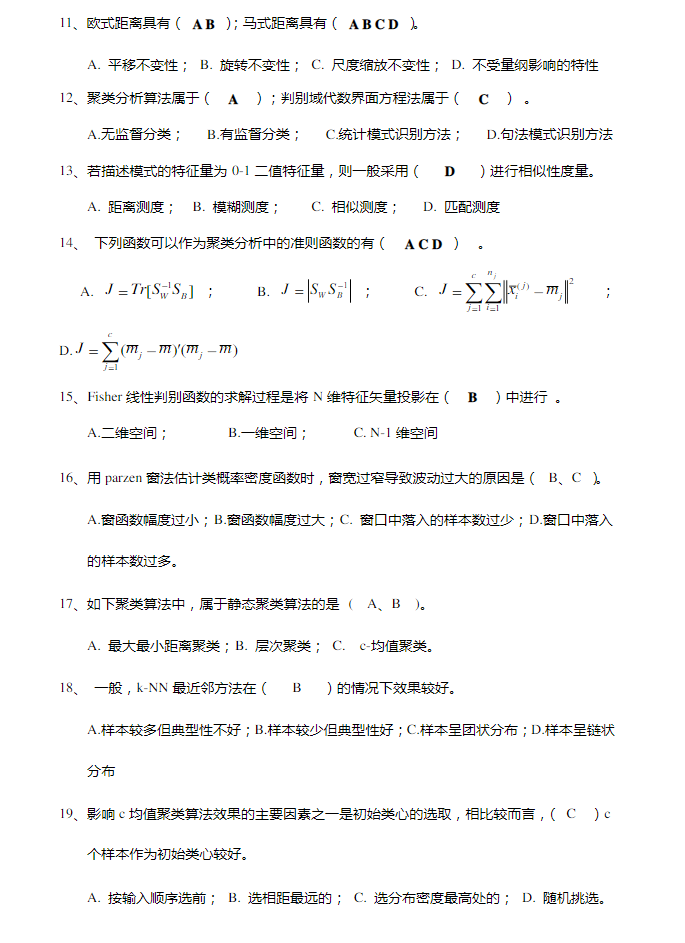 11、欧式距离具有( A B );马式距离具有( A B C D )。
A. 平移不变性; B. 旋转不变性; C. 尺度缩放不变性; D. 不受量纲影响的特性
12、聚类分析算法属于( A );判别域代数界面方程法属于( C )。
A.无监督分类; B.有监督分类; C.统计模式识别方法; D.句法模式识别方法
13、若描述模式的特征量为 0-1 二值特征量,则一般采用( D )进行相似性度量。
A. 距离测度; B. 模糊测度; C. 相似测度; D. 匹配测度
14、 下列函数可以作为聚类分析中的准则函数的有( A C D )。
A. $J = Tr[S_W^{-1}S_B]$ ; B. $J = |S_W S_B^{-1}|$ ; C. $J = \sum_{j=1}^{c}\sum_{i=1}^{n_j}\|\overline{x}_i^{(j)} - \overline{m}_j\|^2$ ;
D. $J = \sum_{j=1}^{c}(\overline{m}_j - \overline{m})'(\overline{m}_j - \overline{m})$
15、Fisher 线性判别函数的求解过程是将 N 维特征矢量投影在( B )中进行 。
A.二维空间; B.一维空间; C. N-1 维空间
16、用 parzen 窗法估计类概率密度函数时,窗宽过窄导致波动过大的原因是( B、C )。
A.窗函数幅度过小; B.窗函数幅度过大; C. 窗口中落入的样本数过少; D.窗口中落入
的样本数过多。
17、如下聚类算法中,属于静态聚类算法的是 ( A、B )。
A. 最大最小距离聚类; B. 层次聚类; C. c-均值聚类。
18、 一般,k-NN 最近邻方法在( B )的情况下效果较好。
A.样本较多但典型性不好; B.样本较少但典型性好; C.样本呈团状分布; D.样本呈链状
分布
19、影响 c 均值聚类算法效果的主要因素之一是初始类心的选取,相比较而言,( C )c
个样本作为初始类心较好。
A. 按输入顺序选前; B. 选相距最远的; C. 选分布密度最高处的; D. 随机挑选。